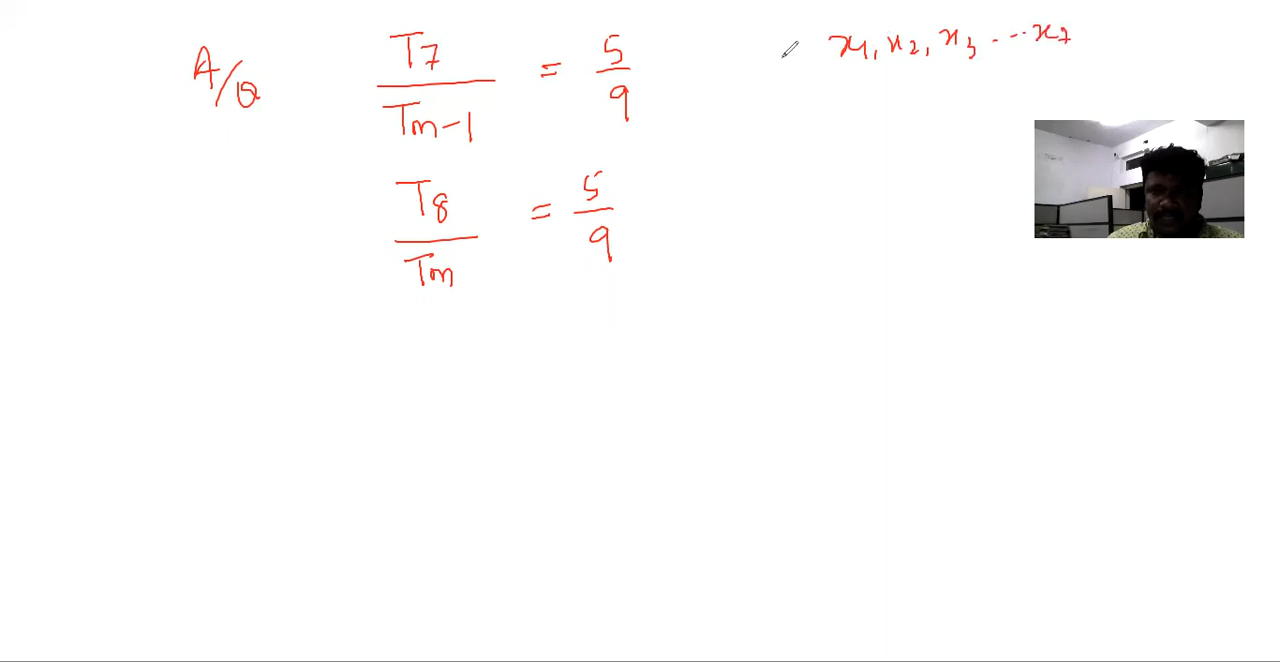 A/Q T7/Tm-1 = 5/9
T8/Tm = 5/9
x1, x2, x3 ... x7